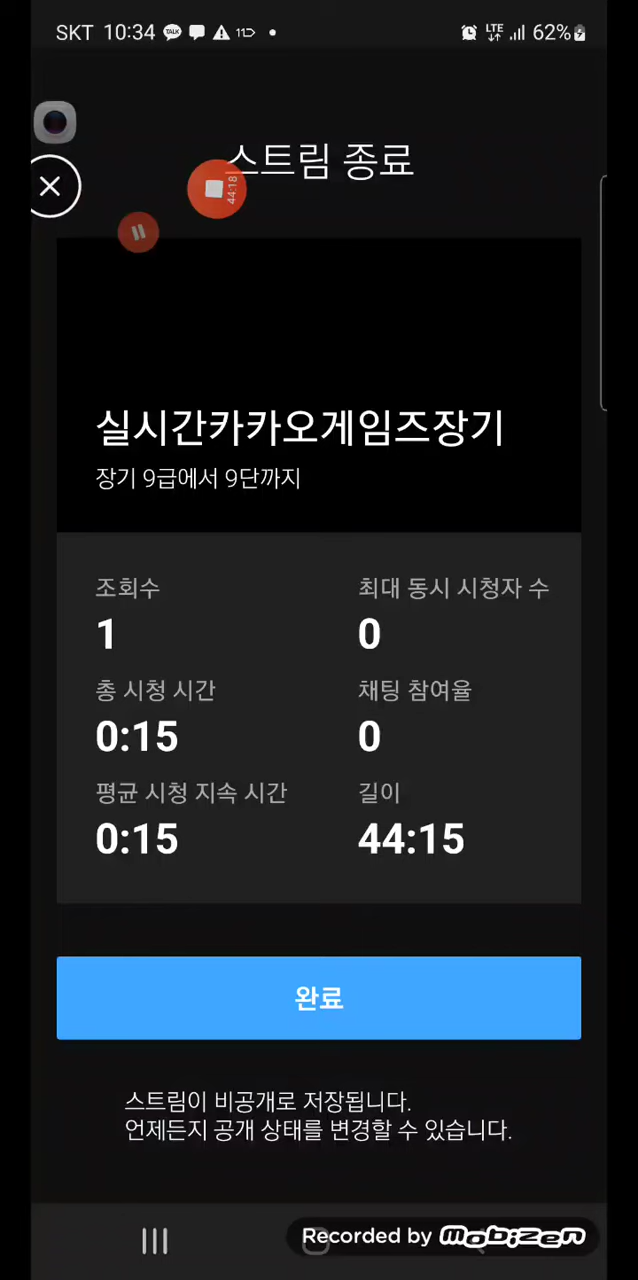 SKT 10:34 TALK 11 LTE 62%
스트림 종료
44:18
실시간카카오게임즈장기
장기 9급에서 9단까지
조회수 최대 동시 시청자 수
1 0
총 시청 시간 채팅 참여율
0:15 0
평균 시청 지속 시간 길이
0:15 44:15
완료
스트림이 비공개로 저장됩니다.
언제든지 공개 상태를 변경할 수 있습니다.
Recorded by Mobizen